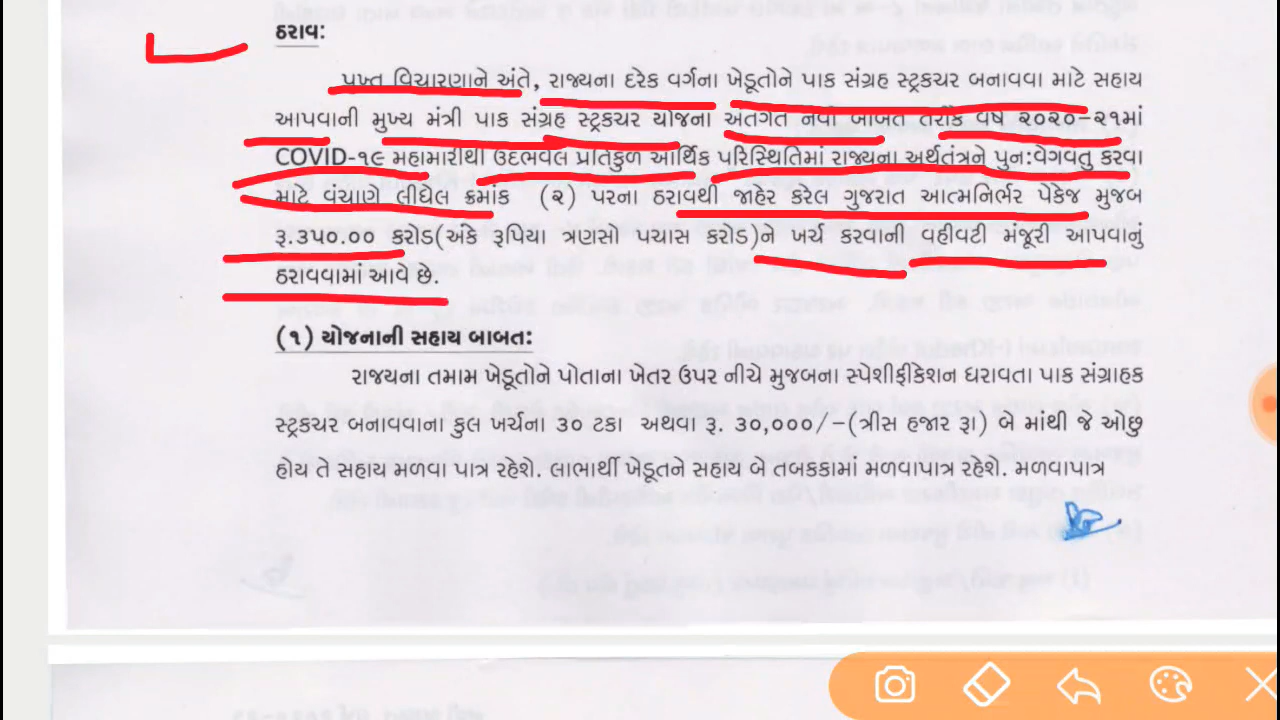 ઠરાવ:
પુખ્ત વિચારણાને અંતે, રાજ્યના દરેક વર્ગના ખેડૂતોને પાક સંગ્રહ સ્ટ્રકચર બનાવવા માટે સહાય
આપવાની મુખ્ય મંત્રી પાક સંગ્રહ સ્ટ્રકચર યોજના અંતર્ગત નવી બાબત તરીકે વર્ષ ૨૦૨૦-૨૧માં
COVID-૧૯ મહામારીથી ઉદભવેલ પ્રતિકુળ આર્થિક પરિસ્થિતિમાં રાજ્યના અર્થતંત્રને પુન:વેગવતુ કરવા
માટે વંચાણે લીધેલ ક્રમાંક (૨) પરના ઠરાવથી જાહેર કરેલ ગુજરાત આત્મનિર્ભર પેકેજ મુજબ
રૂ.૩૫૦.૦૦ કરોડ(અંકે રૂપિયા ત્રણસો પચાસ કરોડ)ને ખર્ચ કરવાની વહીવટી મંજૂરી આપવાનું
ઠરાવવામાં આવે છે.
(૧) યોજનાની સહાય બાબત:
રાજ્યના તમામ ખેડૂતોને પોતાના ખેતર ઉપર નીચે મુજબના સ્પેશીફીકેશન ધરાવતા પાક સંગ્રાહક
સ્ટ્રકચર બનાવવાના કુલ ખર્ચના ૩૦ ટકા અથવા રૂ. ૩૦,૦૦૦/-(ત્રીસ હજાર રૂા) બે માંથી જે ઓછુ
હોય તે સહાય મળવા પાત્ર રહેશે. લાભાર્થી ખેડૂતને સહાય બે તબકકામાં મળવાપાત્ર રહેશે. મળવાપાત્ર